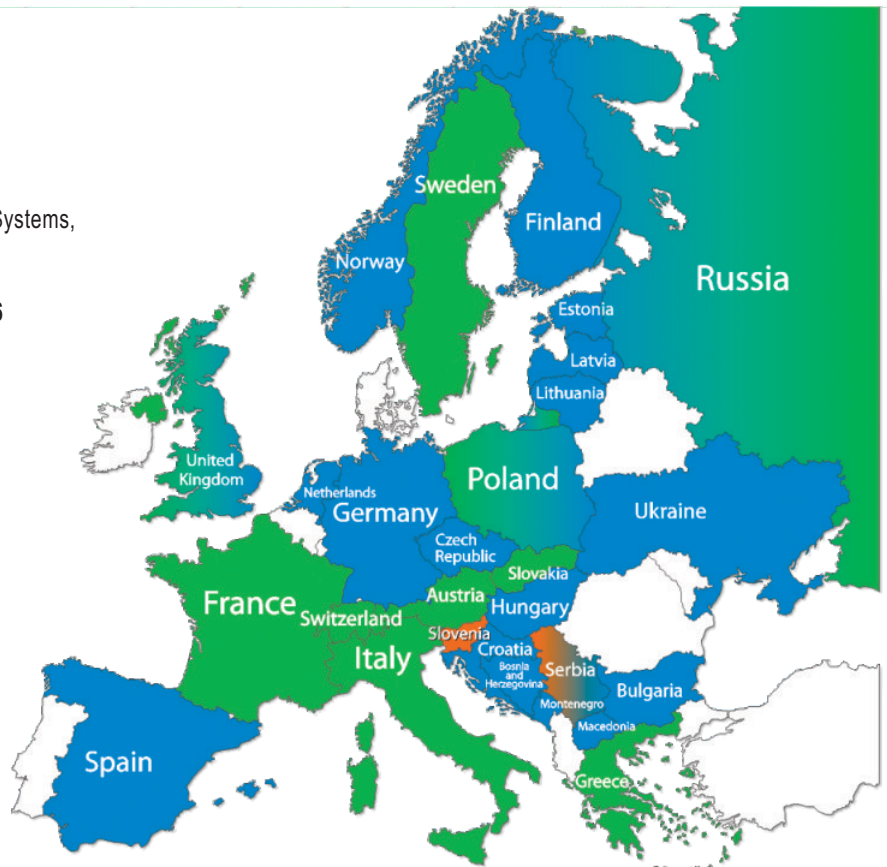 Systems,
6
Sweden
Finland
Norway
Russia
Estonia
Latvia
Lithuania
United
Kingdom
Netherlands
Germany
Poland
Ukraine
Czech
Republic
Slovakia
Austria
Hungary
France
Switzerland
Slovenia
Italy
Croatia
Bosnia
and
Herzegovina
Serbia
Montenegro
Bulgaria
Macedonia
Spain
Greece